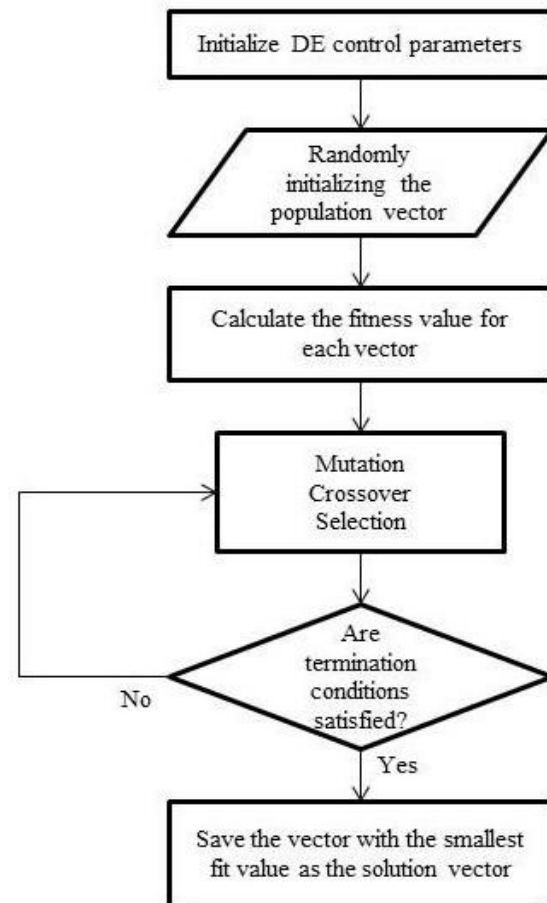 Initialize DE control parameters
Randomly
initializing the
population vector
Calculate the fitness value for
each vector
Mutation
Crossover
Selection
Are
termination
conditions
satisfied?
No
Yes
Save the vector with the smallest
fit value as the solution vector